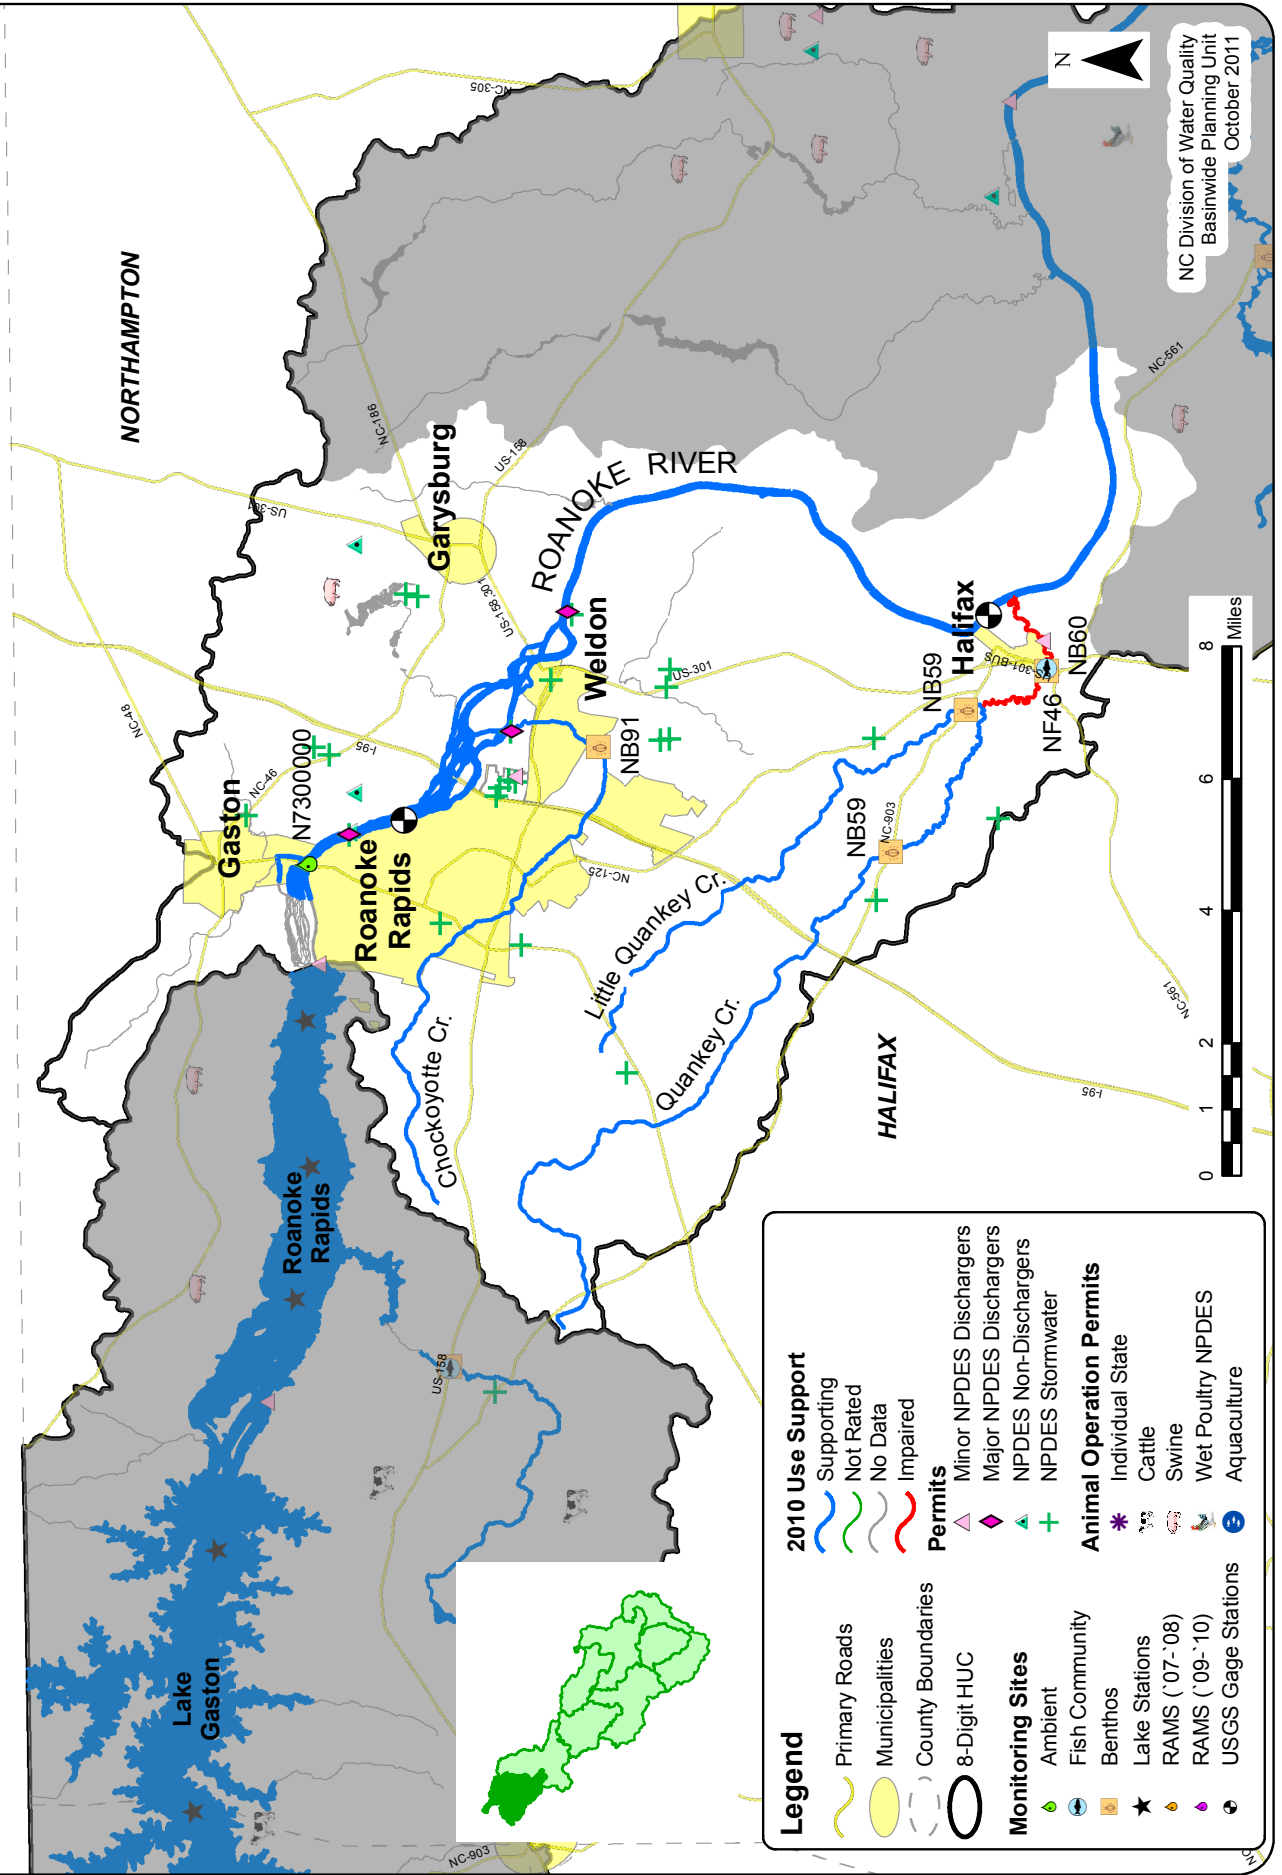 NORTHAMPTON
HALIFAX
Gaston
Roanoke
Rapids
Garysburg
Weldon
Halifax
Lake
Gaston
Roanoke
Rapids
ROANOKE RIVER
Chockoyotte Cr.
Little Quankey Cr.
Quankey Cr.
N7300000
NB91
NB59
NB59
NF46
NB60
NC-305
NC-186
US-158
US-301
NC-48
NC-46
I-95
US-158,301
US-301
US-301-BUS
NC-125
NC-903
NC-561
NC-561
I-95
US-158
NC-903
N
NC Division of Water Quality
Basinwide Planning Unit
October 2011
0 1 2 4 6 8
Miles
Legend
Primary Roads
Municipalities
County Boundaries
8-Digit HUC
Monitoring Sites
Ambient
Fish Community
Benthos
Lake Stations
RAMS (`07-`08)
RAMS (`09-`10)
USGS Gage Stations
2010 Use Support
Supporting
Not Rated
No Data
Impaired
Permits
Minor NPDES Dischargers
Major NPDES Dischargers
NPDES Non-Dischargers
NPDES Stormwater
Animal Operation Permits
Individual State
Cattle
Swine
Wet Poultry NPDES
Aquaculture